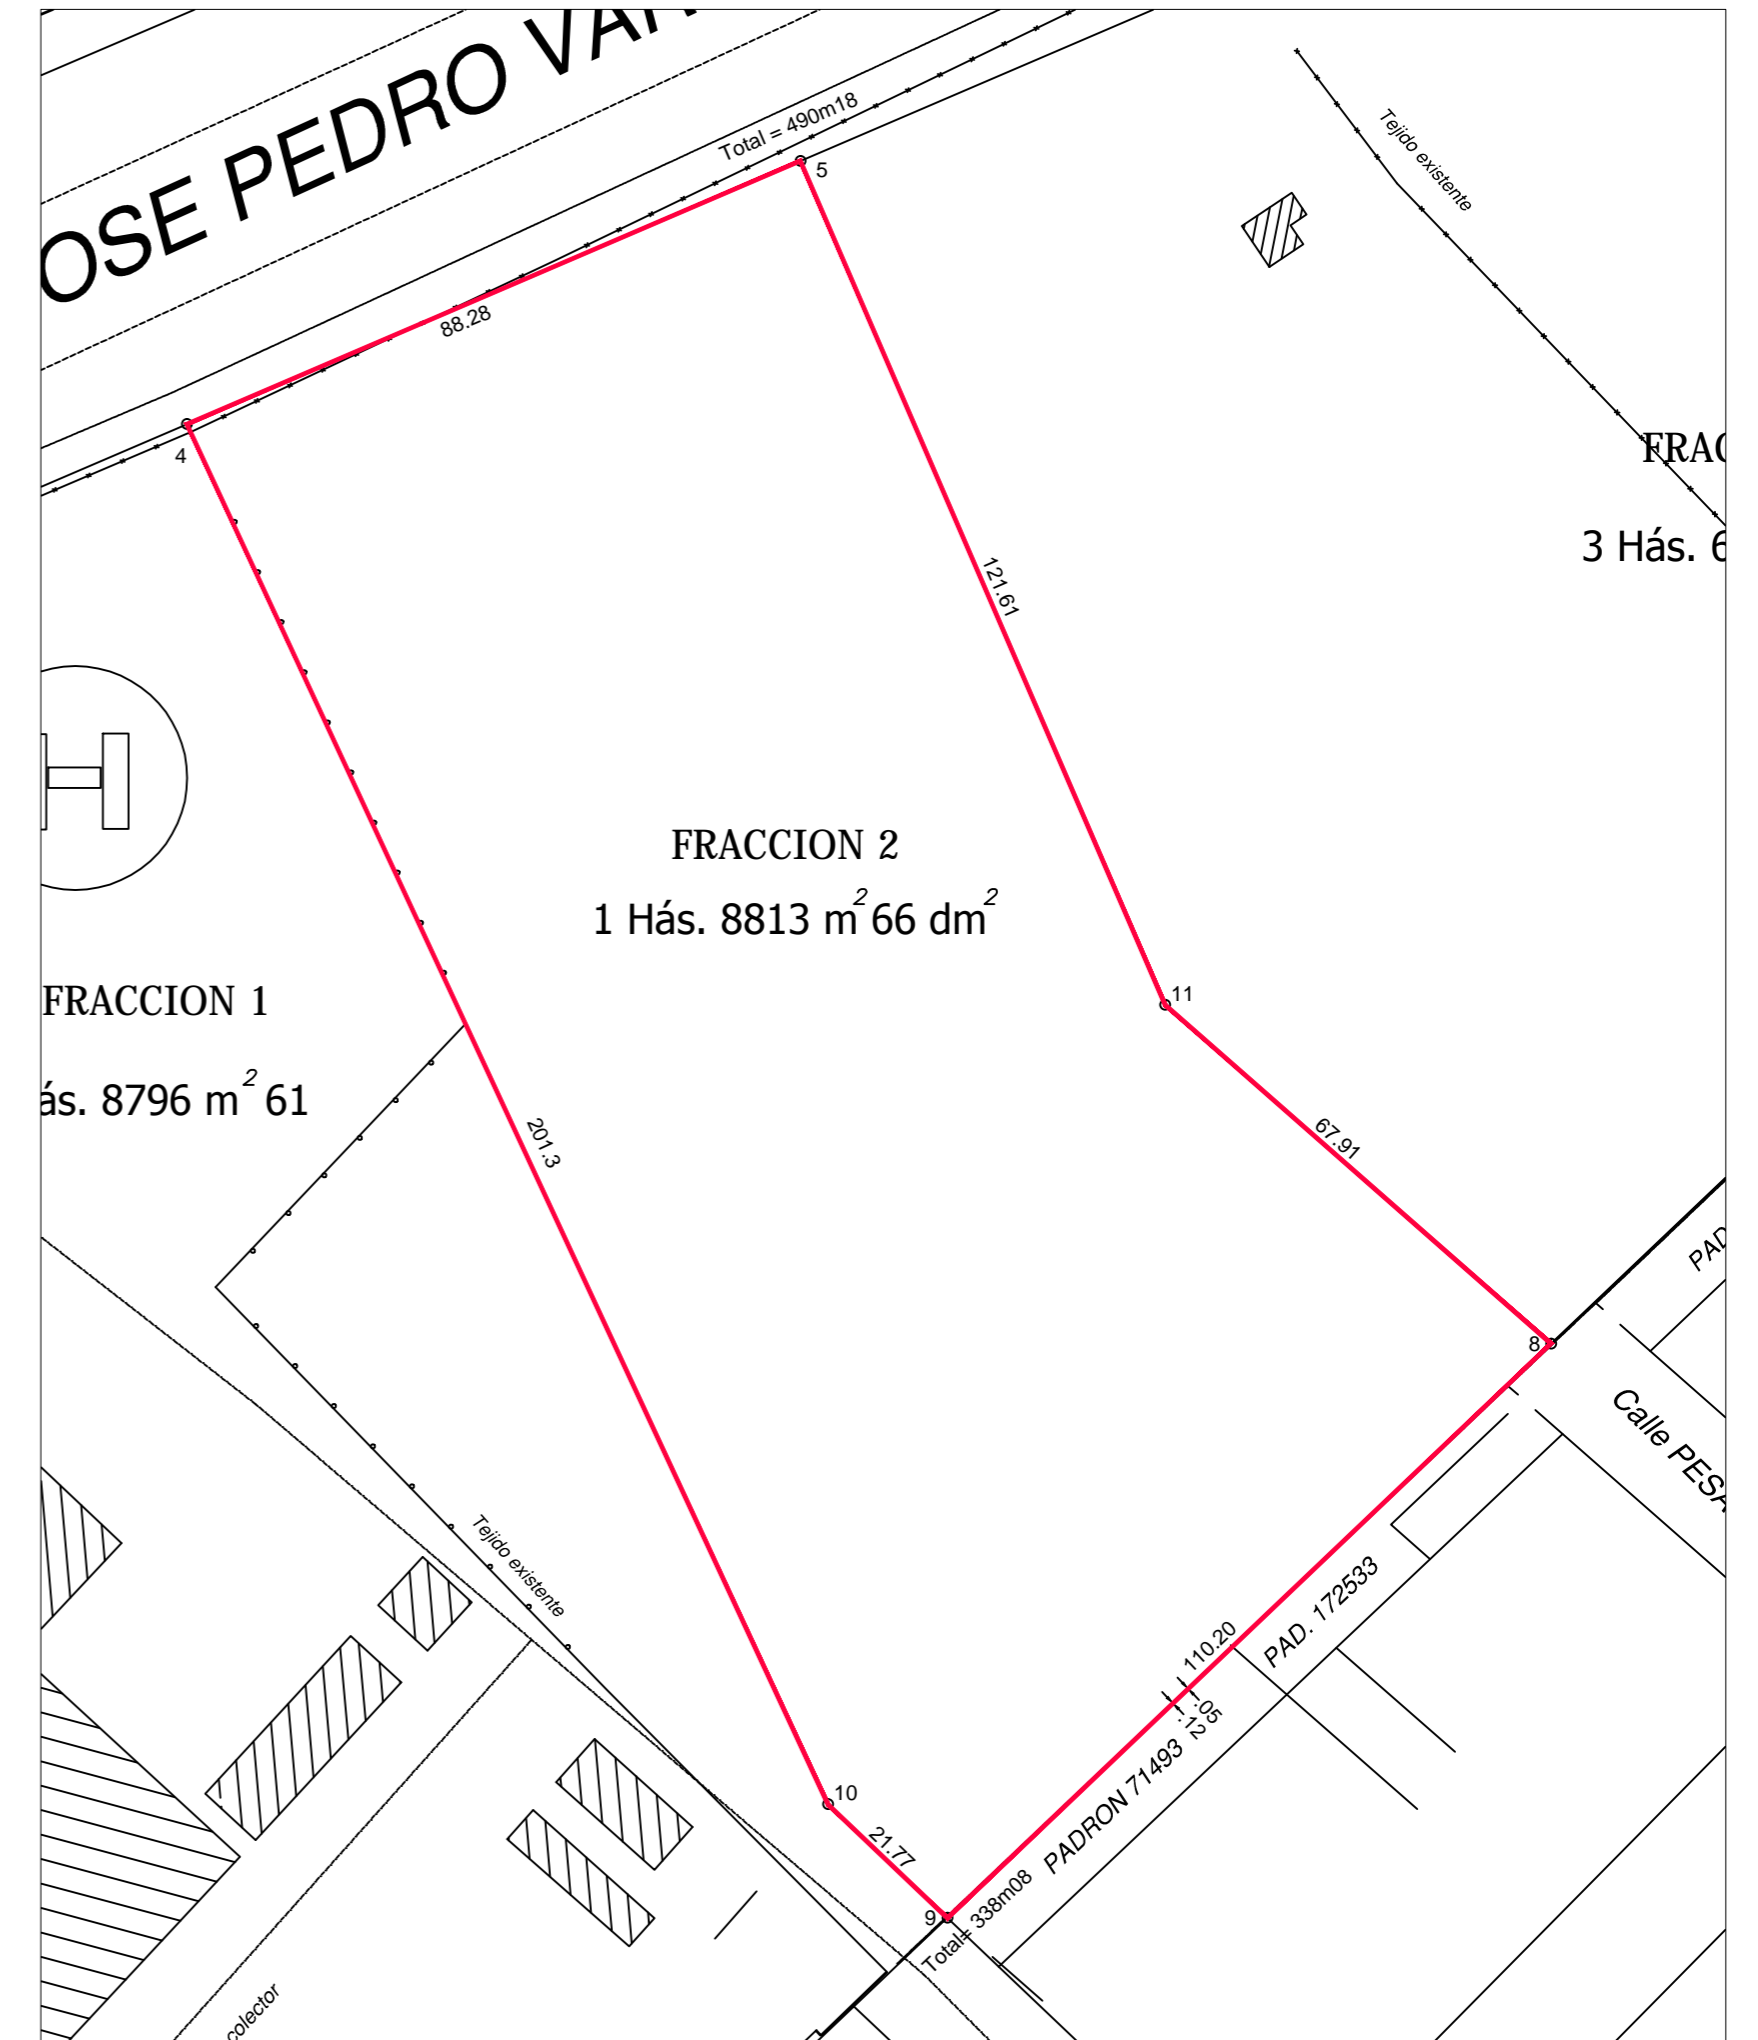 OSE PEDRO VAR
Total = 490m18
5
Tejido existente
88.28
4
FRAC
3 Hás. 6
121.61
H
FRACCION 2
1 Hás. 8813 m2 66 dm2
11
FRACCION 1
ás. 8796 m2 61
201.3
67.91
PAD
8
Calle PESA
Tejido existente
PAD. 172533
110.20
.05
.12
PADRON 71493
10
21.77
9
Total= 338m08
colector